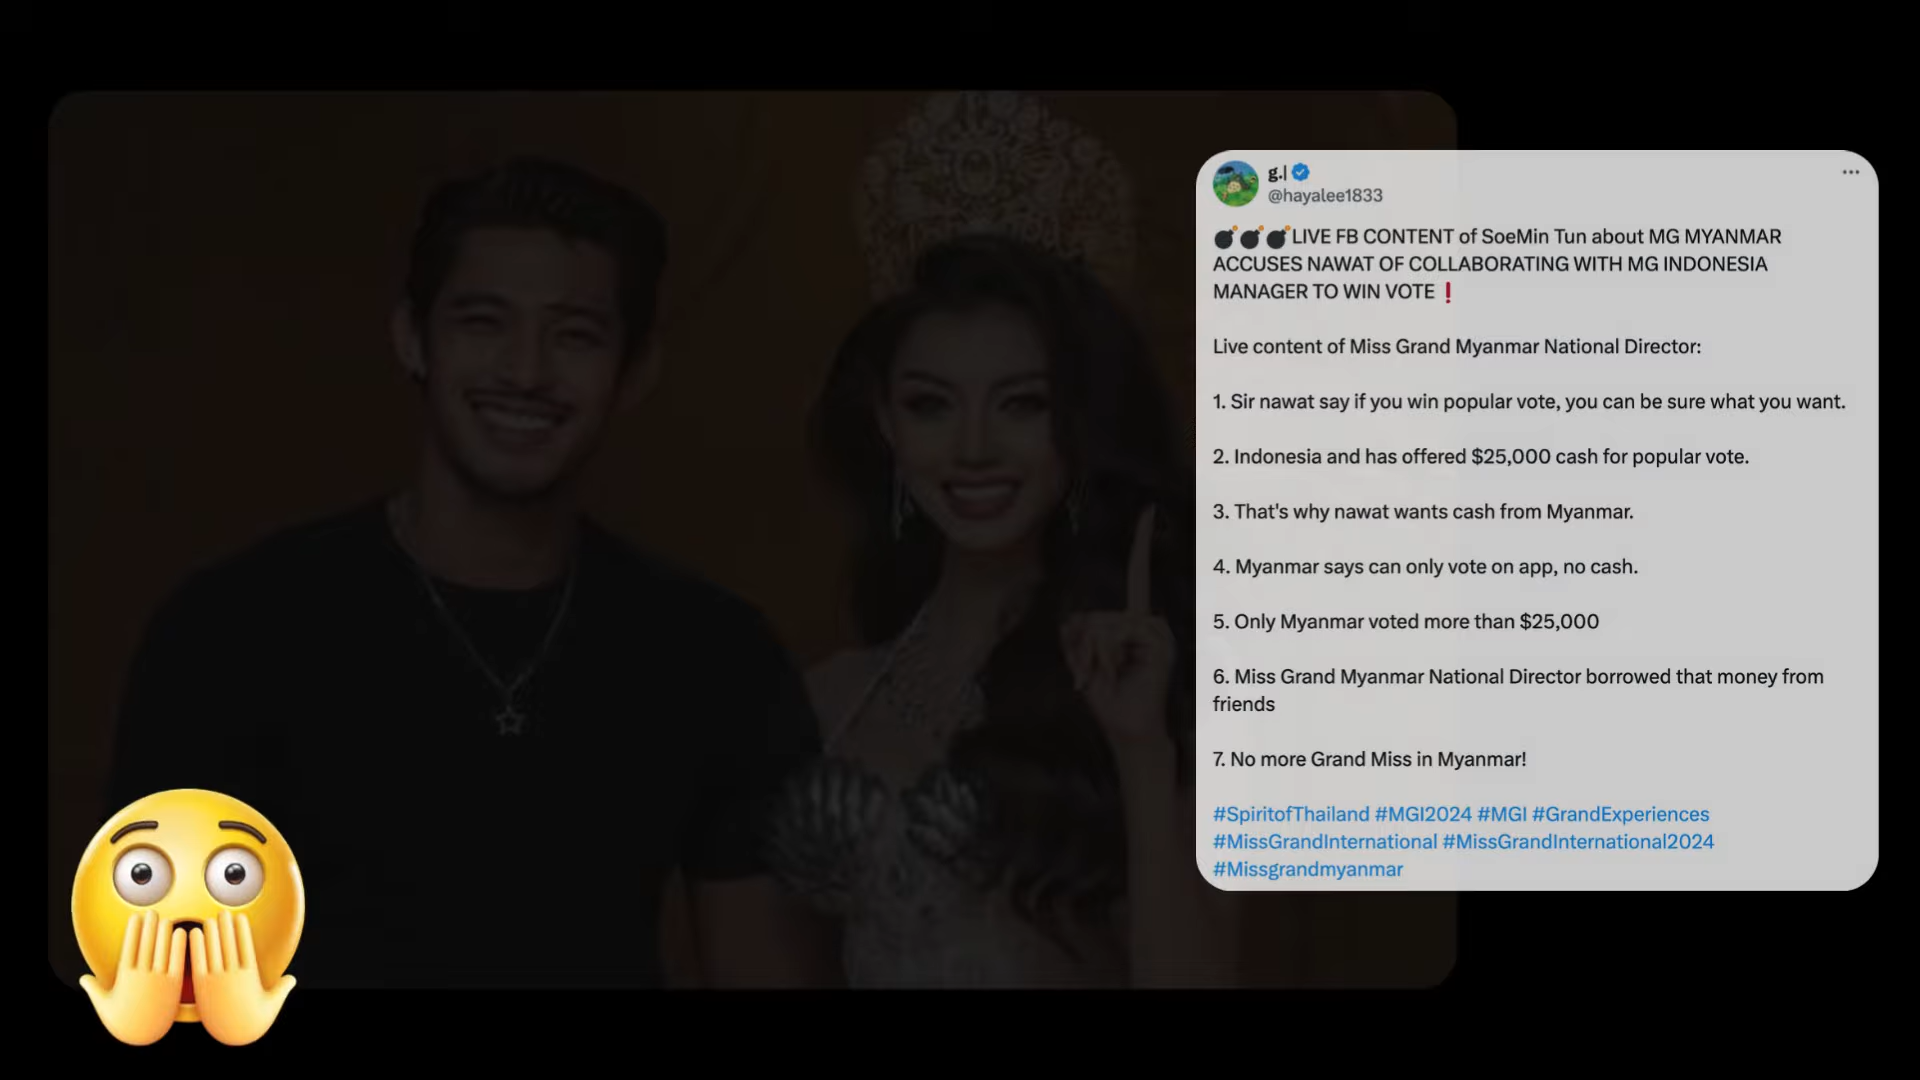 g.l
@hayalee1833
💣💣💣LIVE FB CONTENT of SoeMin Tun about MG MYANMAR
ACCUSES NAWAT OF COLLABORATING WITH MG INDONESIA
MANAGER TO WIN VOTE❗
Live content of Miss Grand Myanmar National Director:
1. Sir nawat say if you win popular vote, you can be sure what you want.
2. Indonesia and has offered $25,000 cash for popular vote.
3. That's why nawat wants cash from Myanmar.
4. Myanmar says can only vote on app, no cash.
5. Only Myanmar voted more than $25,000
6. Miss Grand Myanmar National Director borrowed that money from
friends
7. No more Grand Miss in Myanmar!
#SpiritofThailand #MGI2024 #MGI #GrandExperiences
#MissGrandInternational #MissGrandInternational2024
#Missgrandmyanmar